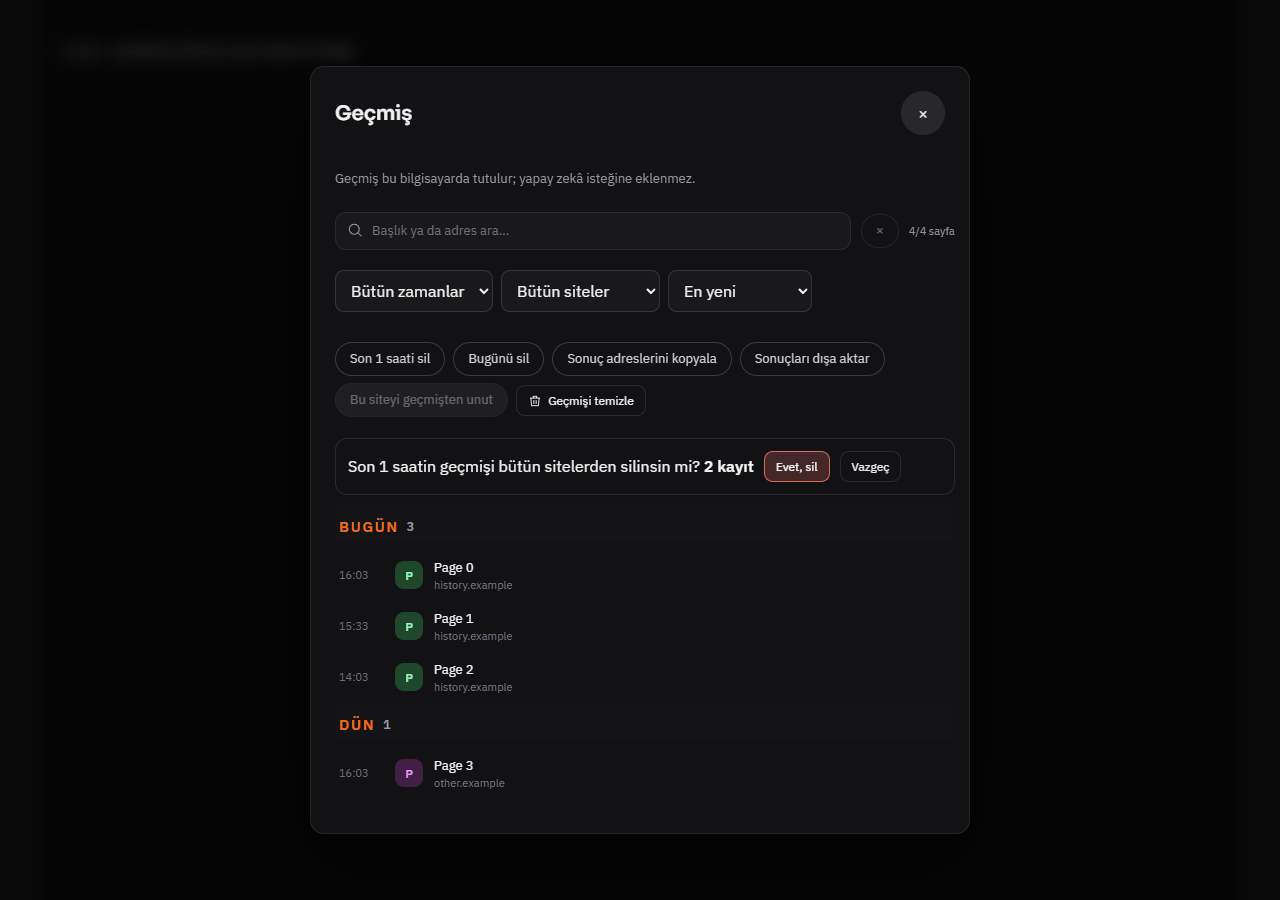 Geçmiş
×
Geçmiş bu bilgisayarda tutulur; yapay zekâ isteğine eklenmez.
Başlık ya da adres ara... × 4/4 sayfa
Bütün zamanlar Bütün siteler En yeni
Son 1 saati sil Bugünü sil Sonuç adreslerini kopyala Sonuçları dışa aktar
Bu siteyi geçmişten unut Geçmişi temizle
Son 1 saatin geçmişi bütün sitelerden silinsin mi? 2 kayıt Evet, sil Vazgeç
BUGÜN 3
16:03 P Page 0
history.example
15:33 P Page 1
history.example
14:03 P Page 2
history.example
DÜN 1
16:03 P Page 3
other.example